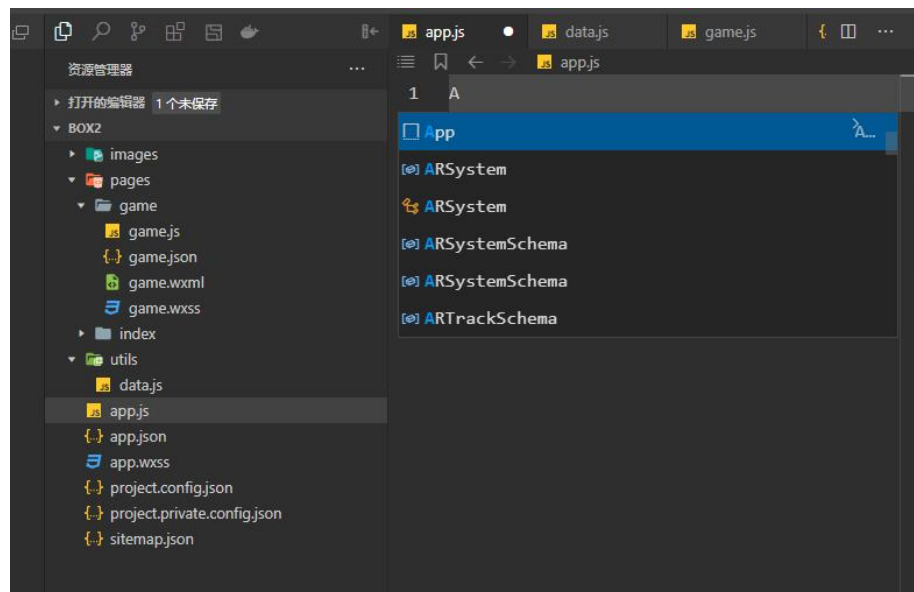 app.js
data.js
game.js
资源管理器
app.js
打开的编辑器 1个未保存
BOX2
images
pages
game
game.js
game.json
game.wxml
game.wxss
index
utils
data.js
app.js
app.json
app.wxss
project.config.json
project.private.config.json
sitemap.json
1 A
App A...
ARSystem
ARSystem
ARSystemSchema
ARSystemSchema
ARTrackSchema